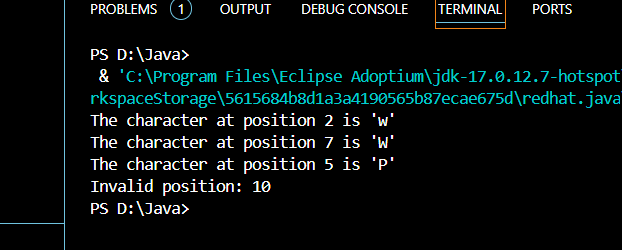 PROBLEMS 1 OUTPUT DEBUG CONSOLE TERMINAL PORTS
PS D:\Java>
& 'C:\Program Files\Eclipse Adoptium\jdk-17.0.12.7-hotspot
rkspaceStorage\5615684b8d1a3a4190565b87ecae675d\redhat.java
The character at position 2 is 'w'
The character at position 7 is 'W'
The character at position 5 is 'P'
Invalid position: 10
PS D:\Java>